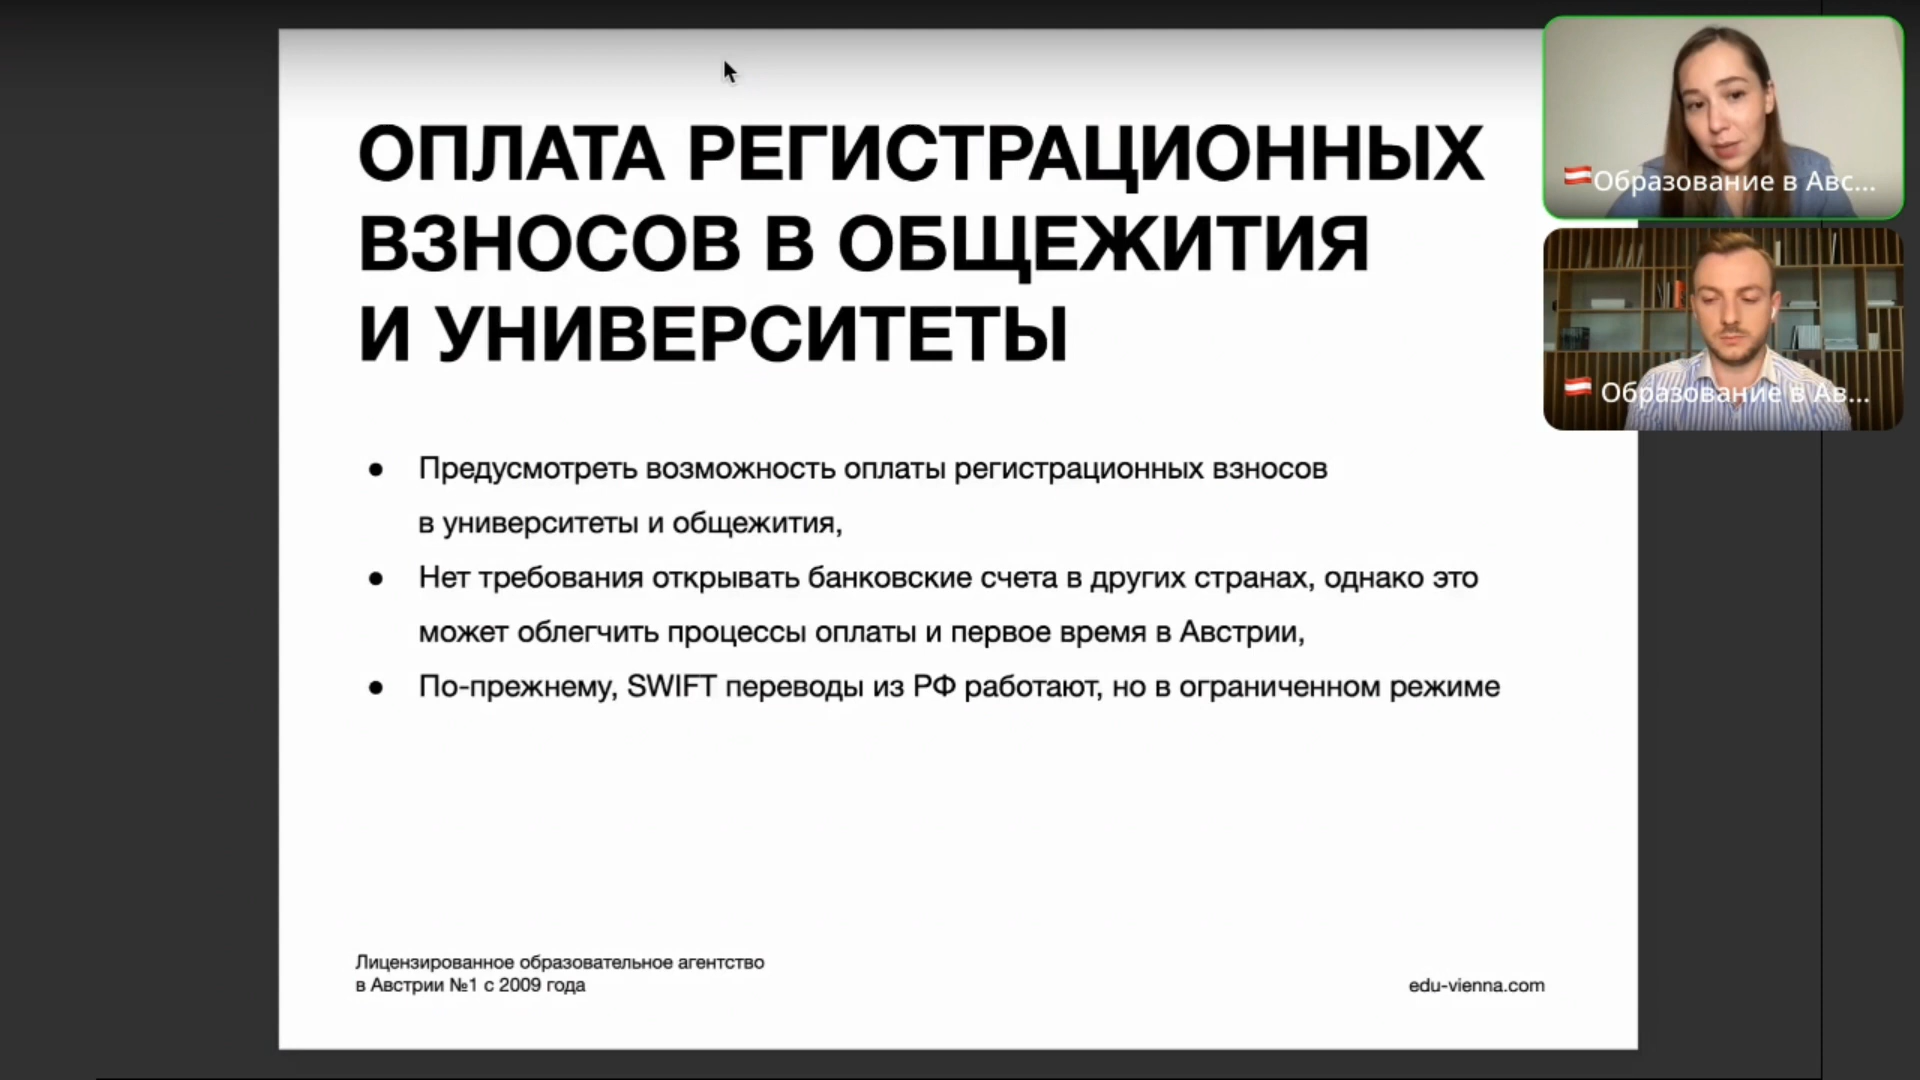 ОПЛАТА РЕГИСТРАЦИОННЫХ
ВЗНОСОВ В ОБЩЕЖИТИЯ
И УНИВЕРСИТЕТЫ
● Предусмотреть возможность оплаты регистрационных взносов
в университеты и общежития,
● Нет требования открывать банковские счета в других странах, однако это
может облегчить процессы оплаты и первое время в Австрии,
● По-прежнему, SWIFT переводы из РФ работают, но в ограниченном режиме
Лицензированное образовательное агентство
в Австрии №1 с 2009 года
edu-vienna.com
🇦🇹Образование в Авс...
🇦🇹 Образование в Ав...